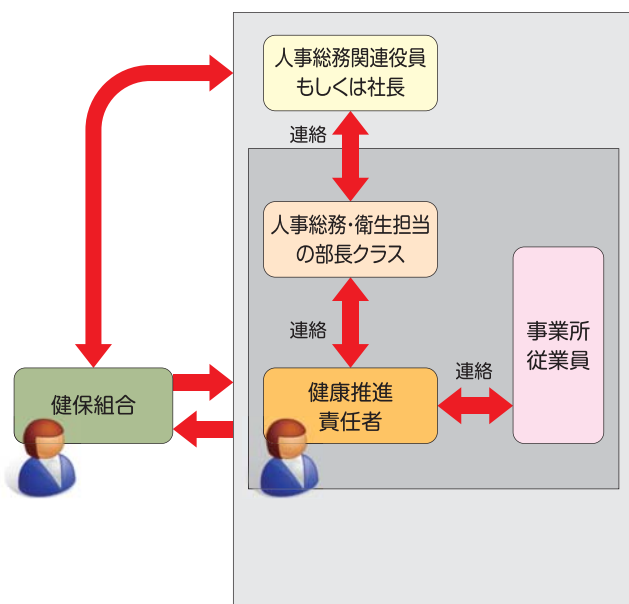 人事総務関連役員
もしくは社長
連絡
人事総務・衛生担当
の部長クラス
連絡
事業所
従業員
連絡
健保組合
健康推進
責任者